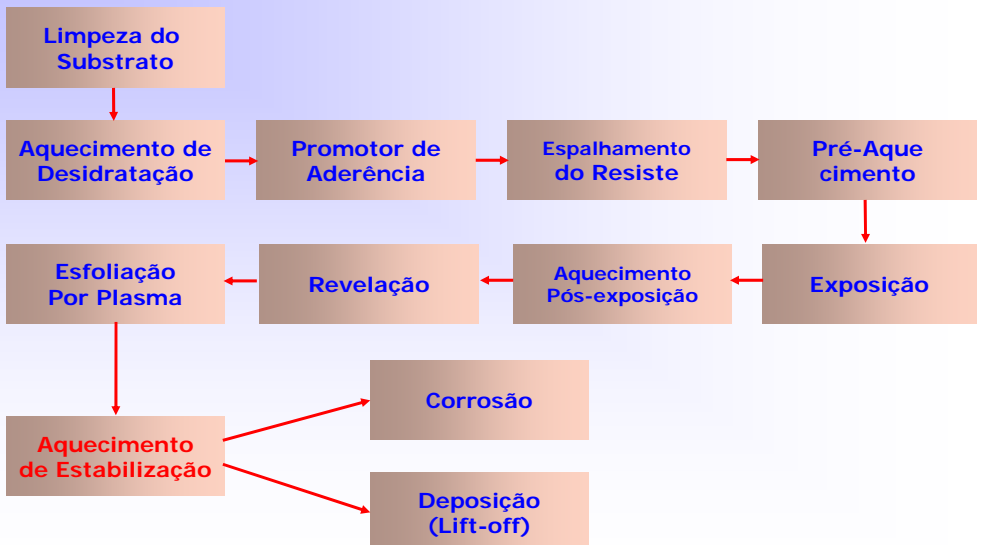 Limpeza do
Substrato
Aquecimento de
Desidratação
Promotor de
Aderência
Espalhamento
do Resiste
Pré-Aque
cimento
Esfoliação
Por Plasma
Revelação
Aquecimento
Pós-exposição
Exposição
Corrosão
Aquecimento
de Estabilização
Deposição
(Lift-off)